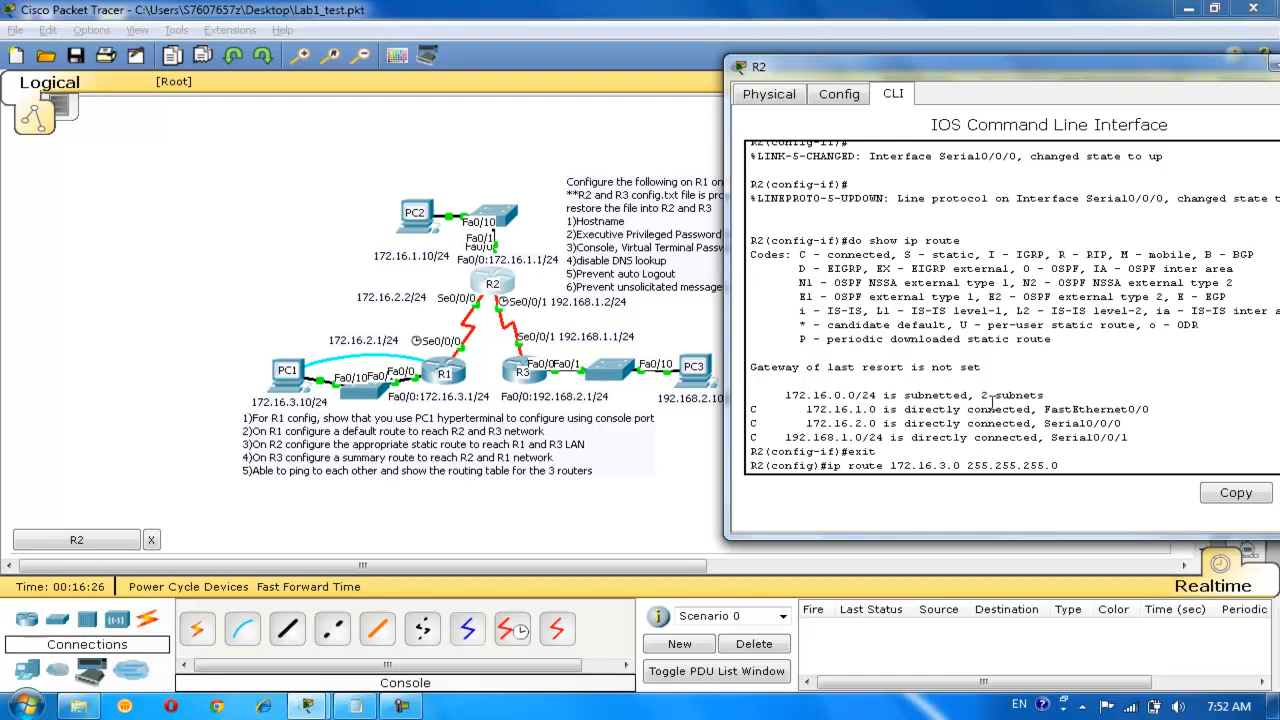 Cisco Packet Tracer - C:\Users\S7607657z\Desktop\Lab1_test.pkt
File Edit Options View Tools Extensions Help
Logical [Root]
PC2
Fa0/10
Fa0/1
172.16.1.10/24
Fa0/0:172.16.1.1/24
R2
172.16.2.2/24 Se0/0/0 Se0/0/1 192.168.1.2/24
172.16.2.1/24 Se0/0/0 Se0/0/1 192.168.1.1/24
PC1 Fa0/10 Fa0/0 R1 R3 Fa0/0 Fa0/1 Fa0/10 PC3
172.16.3.10/24 Fa0/0:172.16.3.1/24 Fa0/0:192.168.2.1/24 192.168.2.10
Configure the following on R1 on
**R2 and R3 config.txt file is pro
restore the file into R2 and R3
1)Hostname
2)Executive Privileged Password
3)Console, Virtual Terminal Passw
4)disable DNS lookup
5)Prevent auto Logout
6)Prevent unsolicitated message
1)For R1 config, show that you use PC1 hyperterminal to configure using console port
2)On R1 configure a default route to reach R2 and R3 network
3)On R2 configure the appropriate static route to reach R1 and R3 LAN
4)On R3 configure a summary route to reach R2 and R1 network
5)Able to ping to each other and show the routing table for the 3 routers
R2
Physical Config CLI
IOS Command Line Interface
R2(config-if)#
%LINK-5-CHANGED: Interface Serial0/0/0, changed state to up
R2(config-if)#
%LINEPROTO-5-UPDOWN: Line protocol on Interface Serial0/0/0, changed state t
R2(config-if)#do show ip route
Codes: C - connected, S - static, I - IGRP, R - RIP, M - mobile, B - BGP
D - EIGRP, EX - EIGRP external, O - OSPF, IA - OSPF inter area
N1 - OSPF NSSA external type 1, N2 - OSPF NSSA external type 2
E1 - OSPF external type 1, E2 - OSPF external type 2, E - EGP
i - IS-IS, L1 - IS-IS level-1, L2 - IS-IS level-2, ia - IS-IS inter a
* - candidate default, U - per-user static route, o - ODR
P - periodic downloaded static route
Gateway of last resort is not set
172.16.0.0/24 is subnetted, 2 subnets
C 172.16.1.0 is directly connected, FastEthernet0/0
C 172.16.2.0 is directly connected, Serial0/0/0
C 192.168.1.0/24 is directly connected, Serial0/0/1
R2(config-if)#exit
R2(config)#ip route 172.16.3.0 255.255.255.0
Copy
R2 X
Time: 00:16:26 Power Cycle Devices Fast Forward Time Realtime
Connections
Console
Scenario 0
New Delete
Toggle PDU List Window
Fire Last Status Source Destination Type Color Time (sec) Periodic
EN 7:52 AM